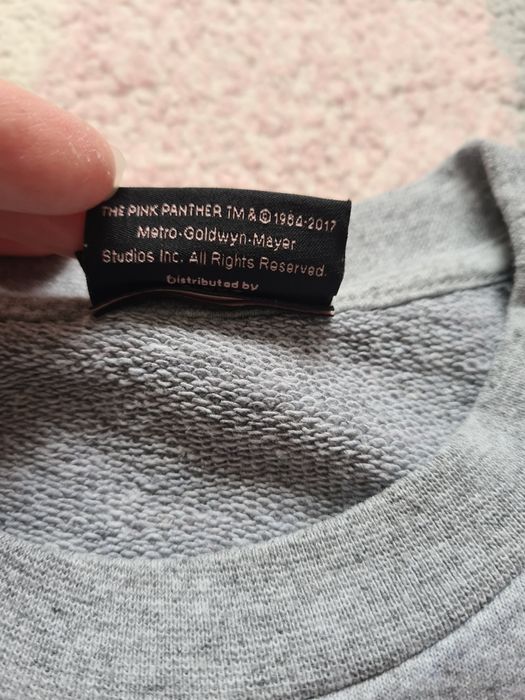 THE PINK PANTHER TM & © 1964-2017
Metro-Goldwyn-Mayer
Studios Inc. All Rights Reserved.
Distributed by